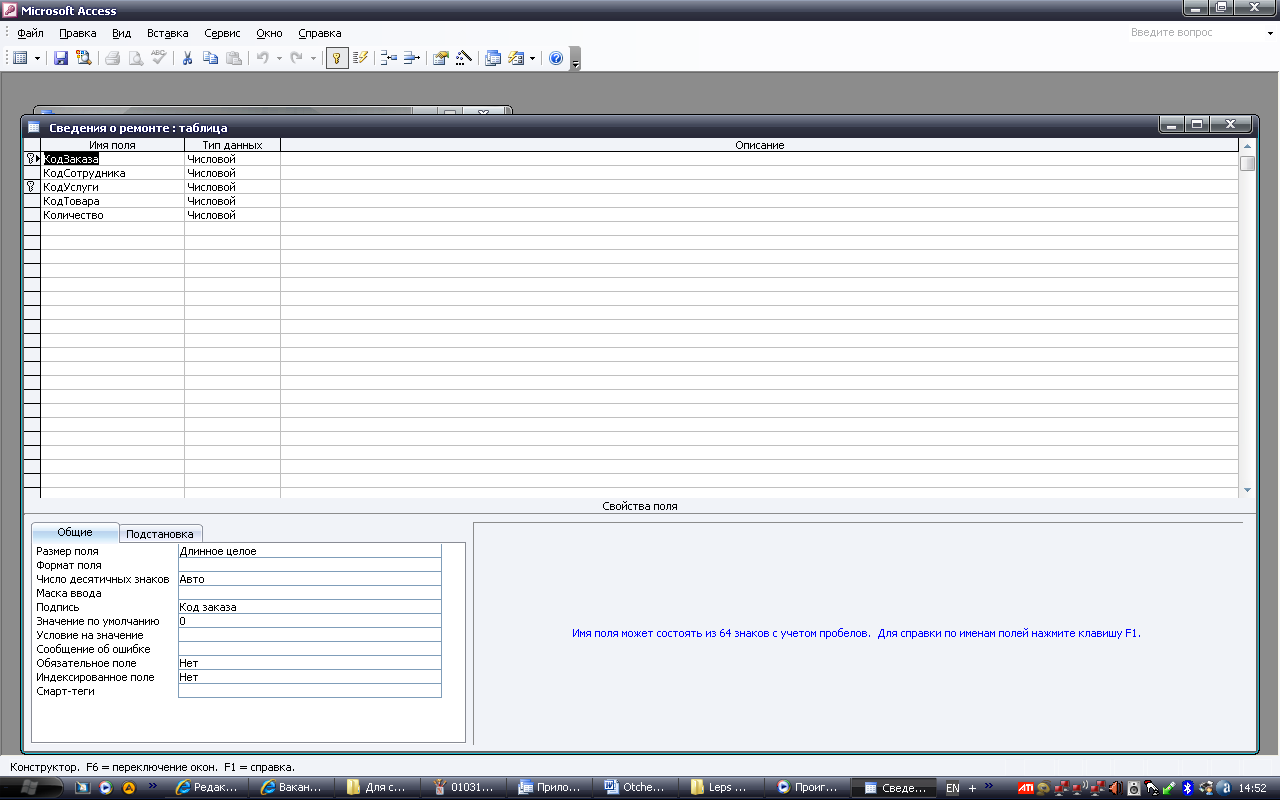 Microsoft Access
Файл Правка Вид Вставка Сервис Окно Справка Введите вопрос
Сведения о ремонте : таблица
Имя поля Тип данных Описание
КодЗаказа Числовой
КодСотрудника Числовой
КодУслуги Числовой
КодТовара Числовой
Количество Числовой
Свойства поля
Общие Подстановка
Размер поля Длинное целое
Формат поля
Число десятичных знаков Авто
Маска ввода
Подпись Код заказа
Значение по умолчанию 0
Условие на значение
Сообщение об ошибке
Обязательное поле Нет
Индексированное поле Нет
Смарт-теги
Имя поля может состоять из 64 знаков с учетом пробелов. Для справки по именам полей нажмите клавишу F1.
Конструктор. F6 = переключение окон. F1 = справка.
Редак... Вакан... Для с... 01031... Прило... Otche... Leps ... Проиг... Сведе... EN ATI 14:52